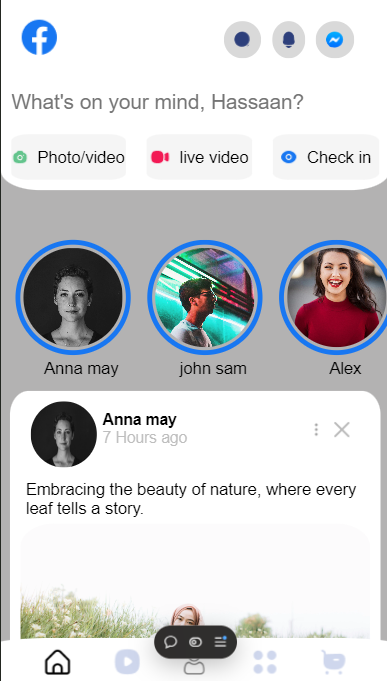 What's on your mind, Hassaan?
Photo/video live video Check in
Anna may john sam Alex
Anna may
7 Hours ago
Embracing the beauty of nature, where every
leaf tells a story.